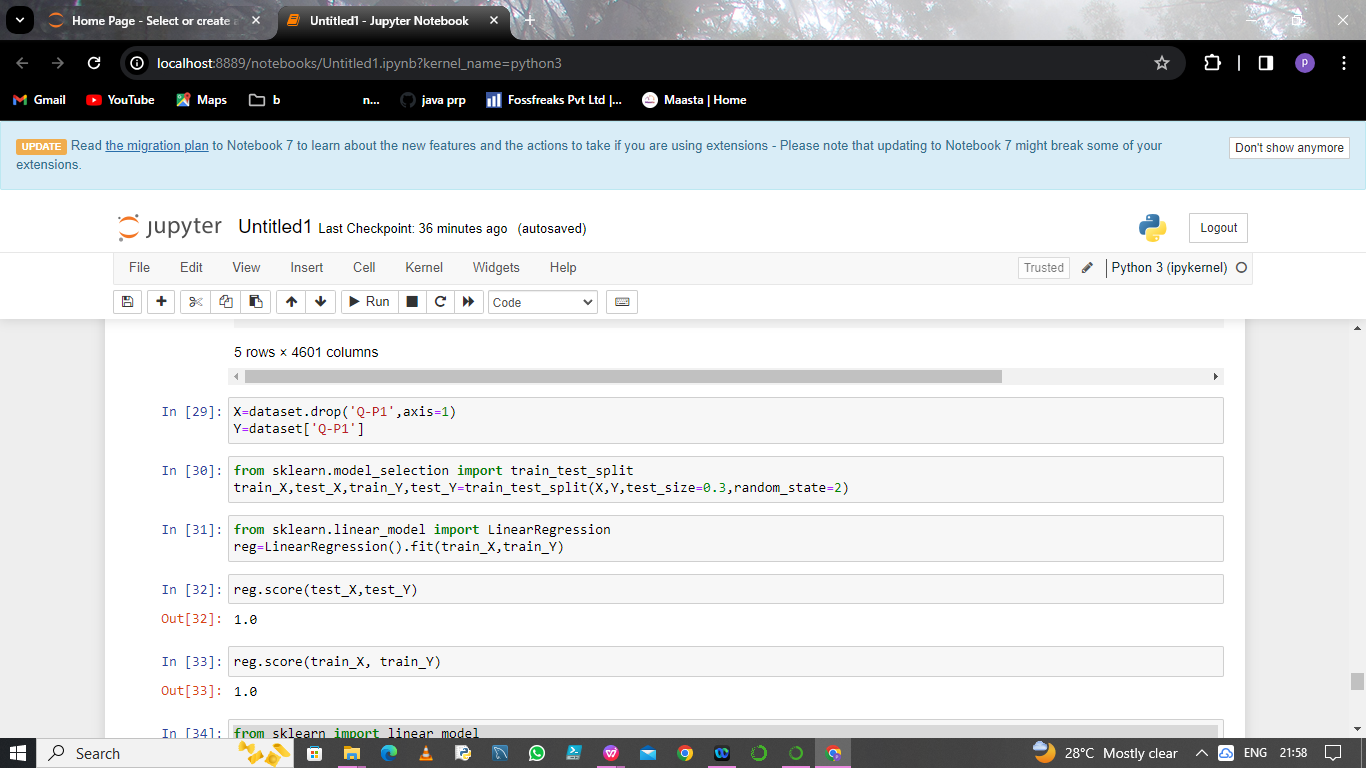 Home Page - Select or create a
Untitled1 - Jupyter Notebook
localhost:8889/notebooks/Untitled1.ipynb?kernel_name=python3
P
Gmail
YouTube
Maps
b
n...
java prp
Fossfreaks Pvt Ltd |...
Maasta | Home
UPDATE Read the migration plan to Notebook 7 to learn about the new features and the actions to take if you are using extensions - Please note that updating to Notebook 7 might break some of your
extensions.
Don't show anymore
jupyter Untitled1 Last Checkpoint: 36 minutes ago (autosaved)
Logout
File Edit View Insert Cell Kernel Widgets Help
Trusted
Python 3 (ipykernel)
Run
Code
5 rows × 4601 columns
In [29]: X=dataset.drop('Q-P1',axis=1)
Y=dataset['Q-P1']
In [30]: from sklearn.model_selection import train_test_split
train_X,test_X,train_Y,test_Y=train_test_split(X,Y,test_size=0.3,random_state=2)
In [31]: from sklearn.linear_model import LinearRegression
reg=LinearRegression().fit(train_X,train_Y)
In [32]: reg.score(test_X,test_Y)
Out[32]: 1.0
In [33]: reg.score(train_X, train_Y)
Out[33]: 1.0
In [34]: from sklearn import linear_model
Search
28°C Mostly clear
ENG
21:58